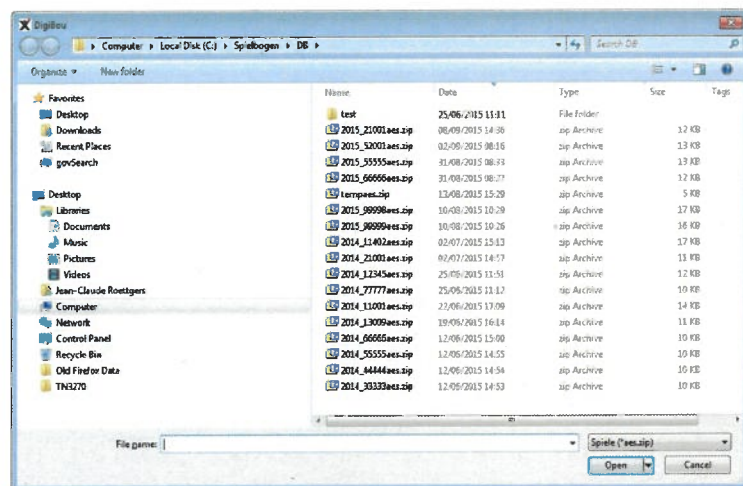 DigiBou
Computer ▸ Local Disk (C:) ▸ Spielbogen ▸ DB ▸
Search DB
Organize New folder
Favorites
Desktop
Downloads
Recent Places
govSearch
Desktop
Libraries
Documents
Music
Pictures
Videos
Jean-Claude Roettgers
Computer
Network
Control Panel
Recycle Bin
Old Firefox Data
TN3270
Name Date Type Size Tags
test 25/06/2015 11:11 File folder
2015_21001aes.zip 08/09/2015 14:36 zip Archive 12 KB
2015_52001aes.zip 02/09/2015 08:16 zip Archive 13 KB
2015_55555aes.zip 31/08/2015 08:33 zip Archive 13 KB
2015_66666aes.zip 31/08/2015 08:27 zip Archive 12 KB
tempaes.zip 13/08/2015 15:29 zip Archive 5 KB
2015_99998aes.zip 10/08/2015 10:29 zip Archive 17 KB
2015_99999aes.zip 10/08/2015 10:26 zip Archive 16 KB
2014_11402aes.zip 02/07/2015 15:13 zip Archive 17 KB
2014_21001aes.zip 02/07/2015 14:57 zip Archive 11 KB
2014_12345aes.zip 25/06/2015 11:51 zip Archive 12 KB
2014_77777aes.zip 25/06/2015 11:12 zip Archive 10 KB
2014_11001aes.zip 22/06/2015 17:09 zip Archive 14 KB
2014_13009aes.zip 19/06/2015 16:14 zip Archive 11 KB
2014_66666aes.zip 12/06/2015 15:00 zip Archive 10 KB
2014_55555aes.zip 12/06/2015 14:55 zip Archive 10 KB
2014_44444aes.zip 12/06/2015 14:54 zip Archive 10 KB
2014_33333aes.zip 12/06/2015 14:53 zip Archive 10 KB
File name:
Spiele (*aes.zip)
Open Cancel